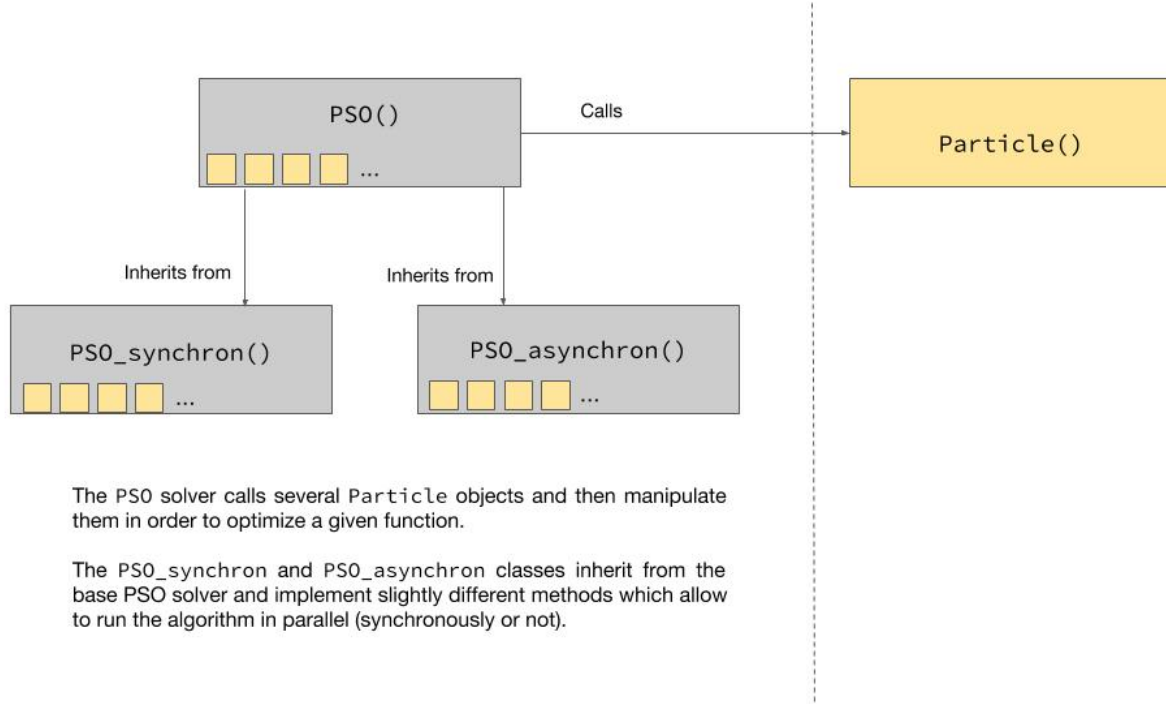 PSO()
...
Calls
Particle()
Inherits from
Inherits from
PSO_synchron()
...
PSO_asynchron()
...
The PSO solver calls several Particle objects and then manipulate
them in order to optimize a given function.
The PSO_synchron and PSO_asynchron classes inherit from the
base PSO solver and implement slightly different methods which allow
to run the algorithm in parallel (synchronously or not).